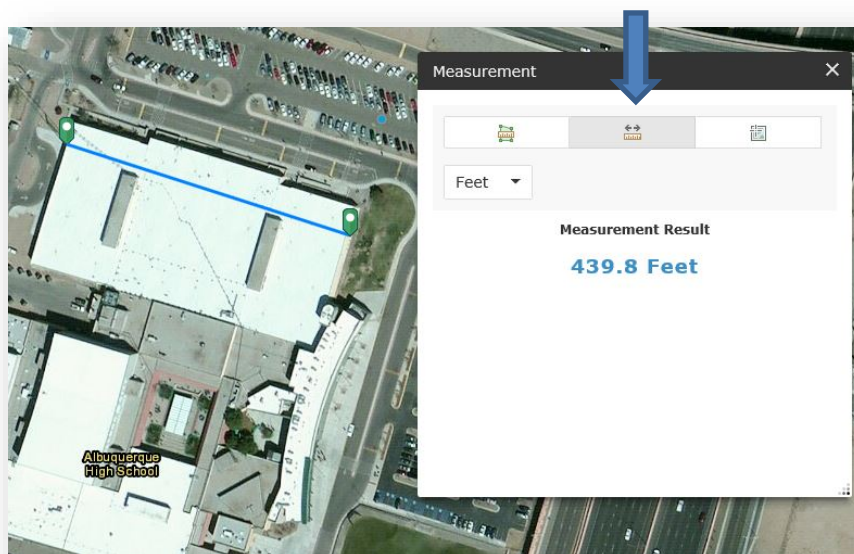 Measurement
Feet
Measurement Result
439.8 Feet
Albuquerque
High School